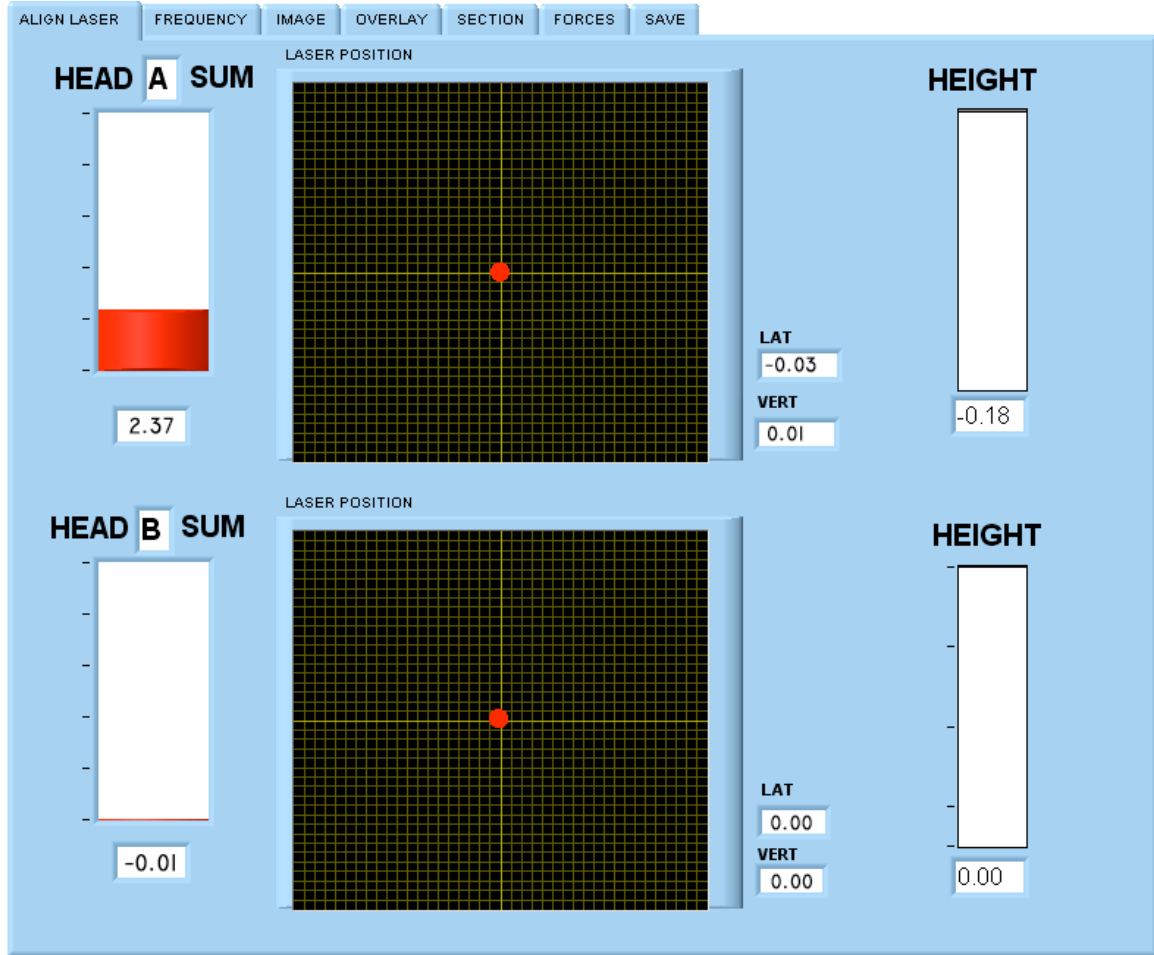 ALIGN LASER FREQUENCY IMAGE OVERLAY SECTION FORCES SAVE
LASER POSITION
HEAD A SUM
HEIGHT
LAT
-0.03
VERT
0.01
2.37
-0.18
LASER POSITION
HEAD B SUM
HEIGHT
LAT
0.00
VERT
0.00
-0.01
0.00